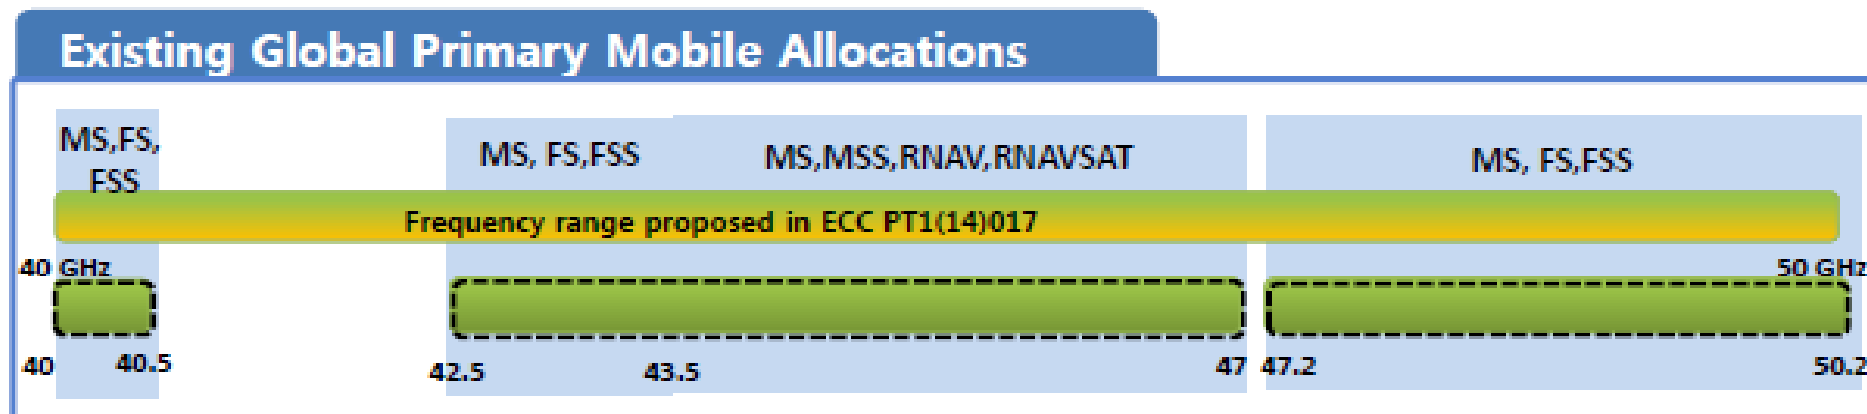 Existing Global Primary Mobile Allocations
MS,FS,
FSS
MS, FS,FSS
MS,MSS,RNAV,RNAVSAT
MS, FS,FSS
Frequency range proposed in ECC PT1(14)017
40 GHz
50 GHz
40
40.5
42.5
43.5
47
47.2
50.2